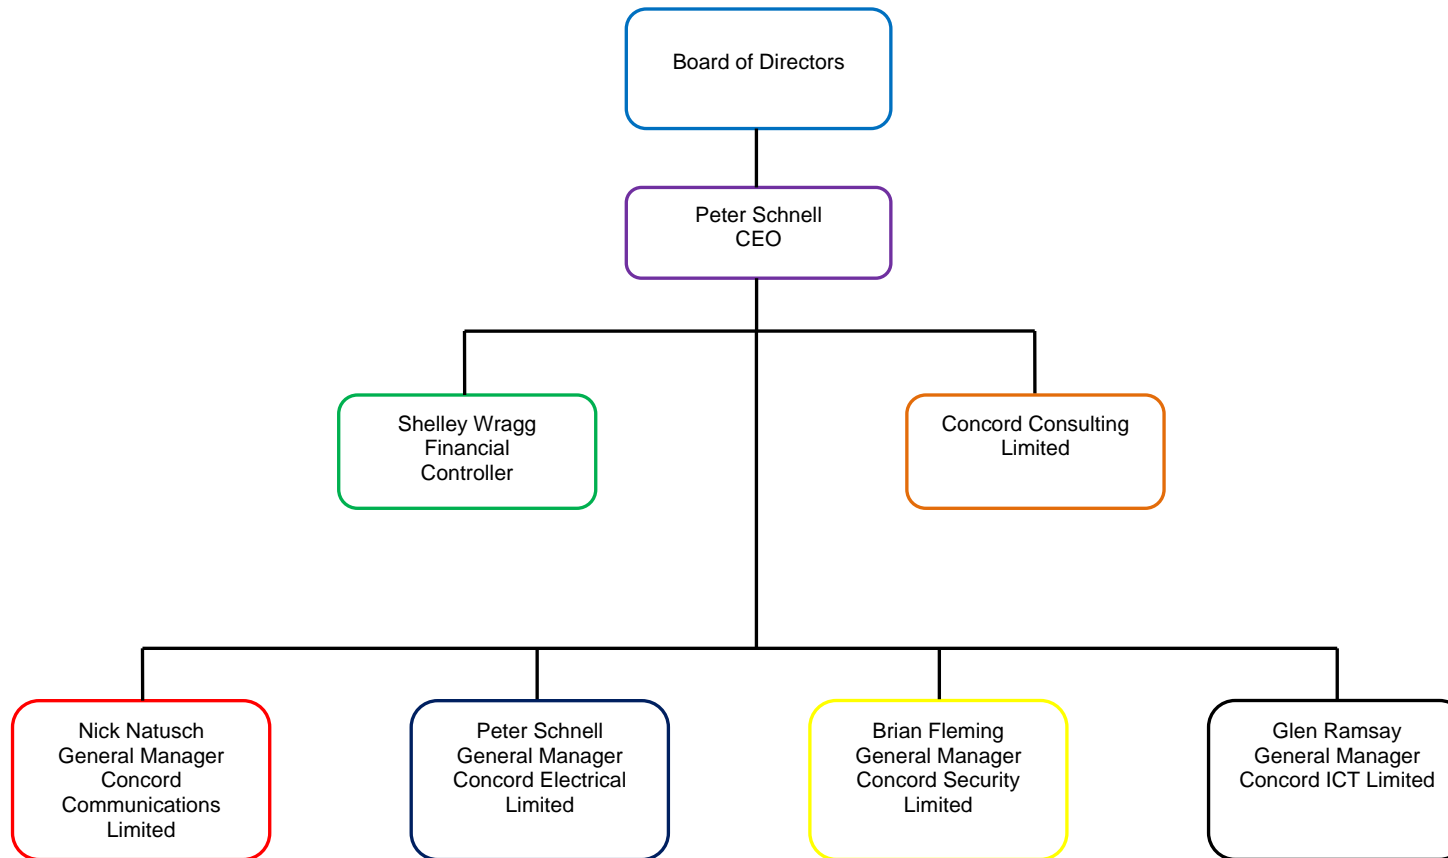 Board of Directors
Peter Schnell
CEO
Shelley Wragg
Financial
Controller
Concord Consulting
Limited
Nick Natusch
General Manager
Concord
Communications
Limited
Peter Schnell
General Manager
Concord Electrical
Limited
Brian Fleming
General Manager
Concord Security
Limited
Glen Ramsay
General Manager
Concord ICT Limited